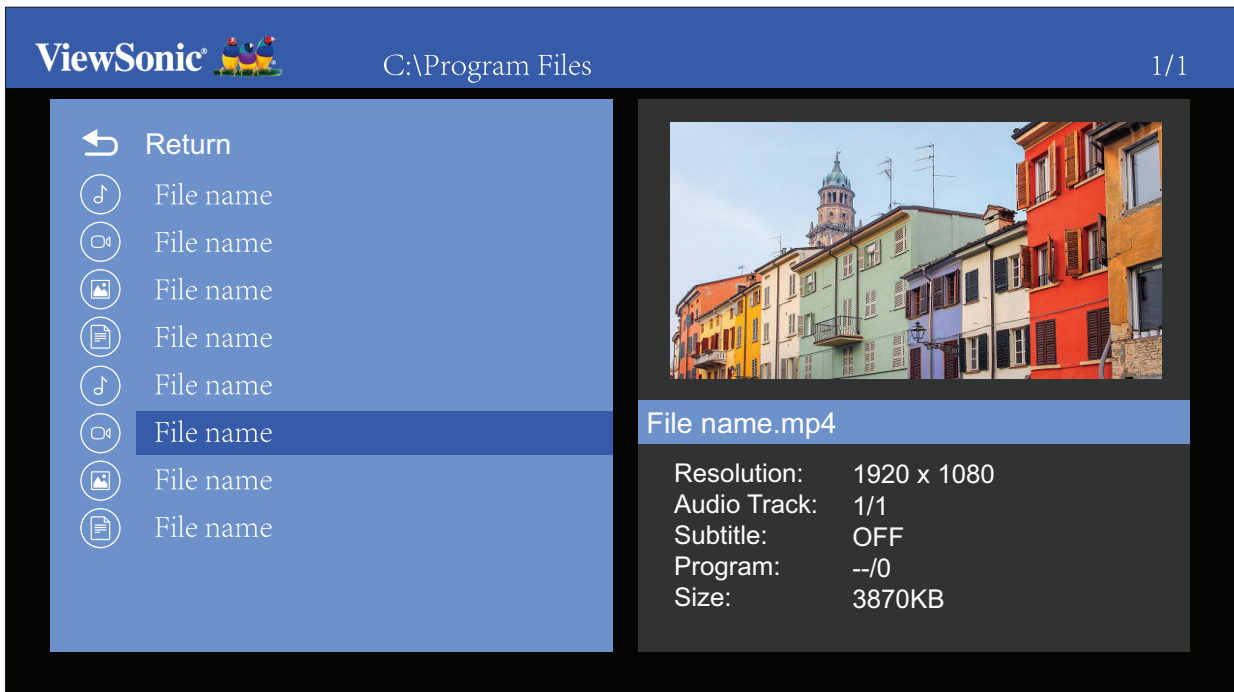 ViewSonic®
C:\Program Files
1/1
Return
File name
File name
File name
File name
File name
File name
File name
File name
File name.mp4
Resolution: 1920 x 1080
Audio Track: 1/1
Subtitle: OFF
Program: --/0
Size: 3870KB